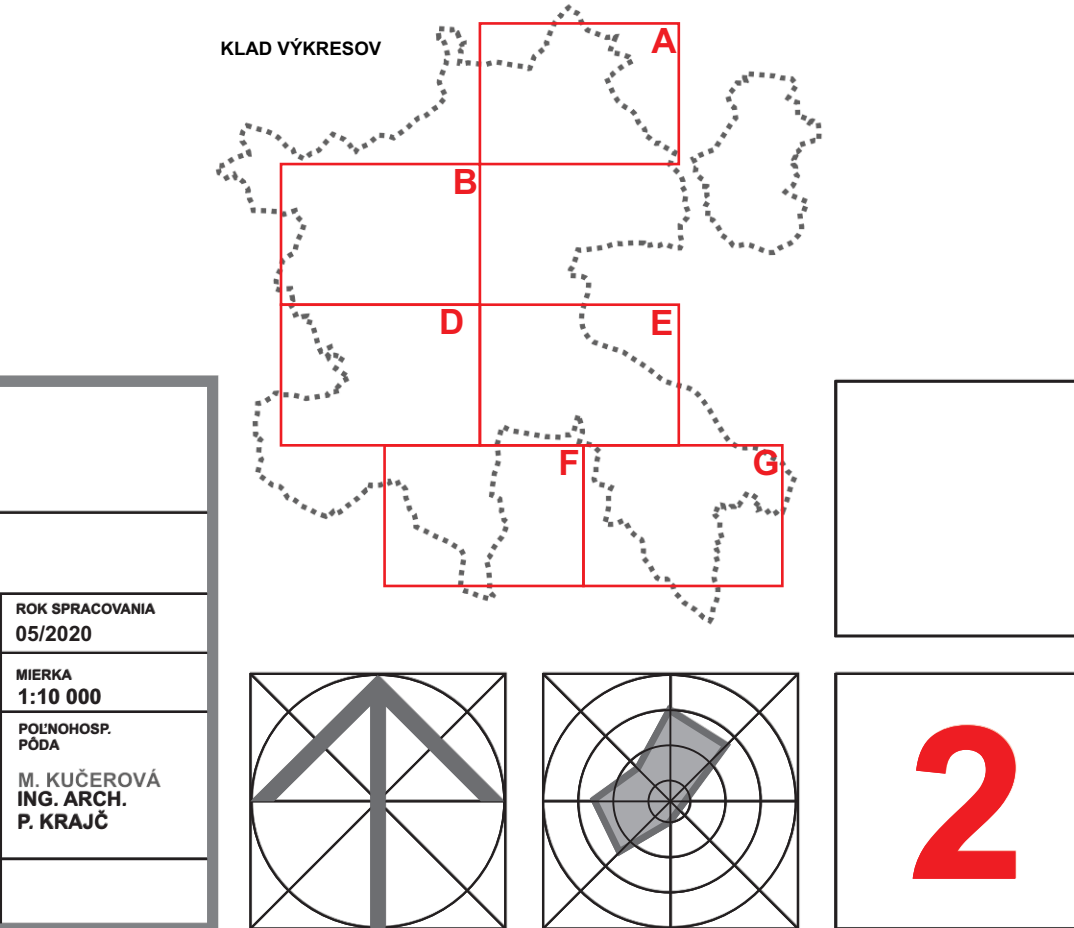 KLAD VÝKRESOV
A
B
D
E
F
G
ROK SPRACOVANIA
05/2020
MIERKA
1:10 000
POĽNOHOSP.
PÔDA
M. KUČEROVÁ
ING. ARCH.
P. KRAJČ
2